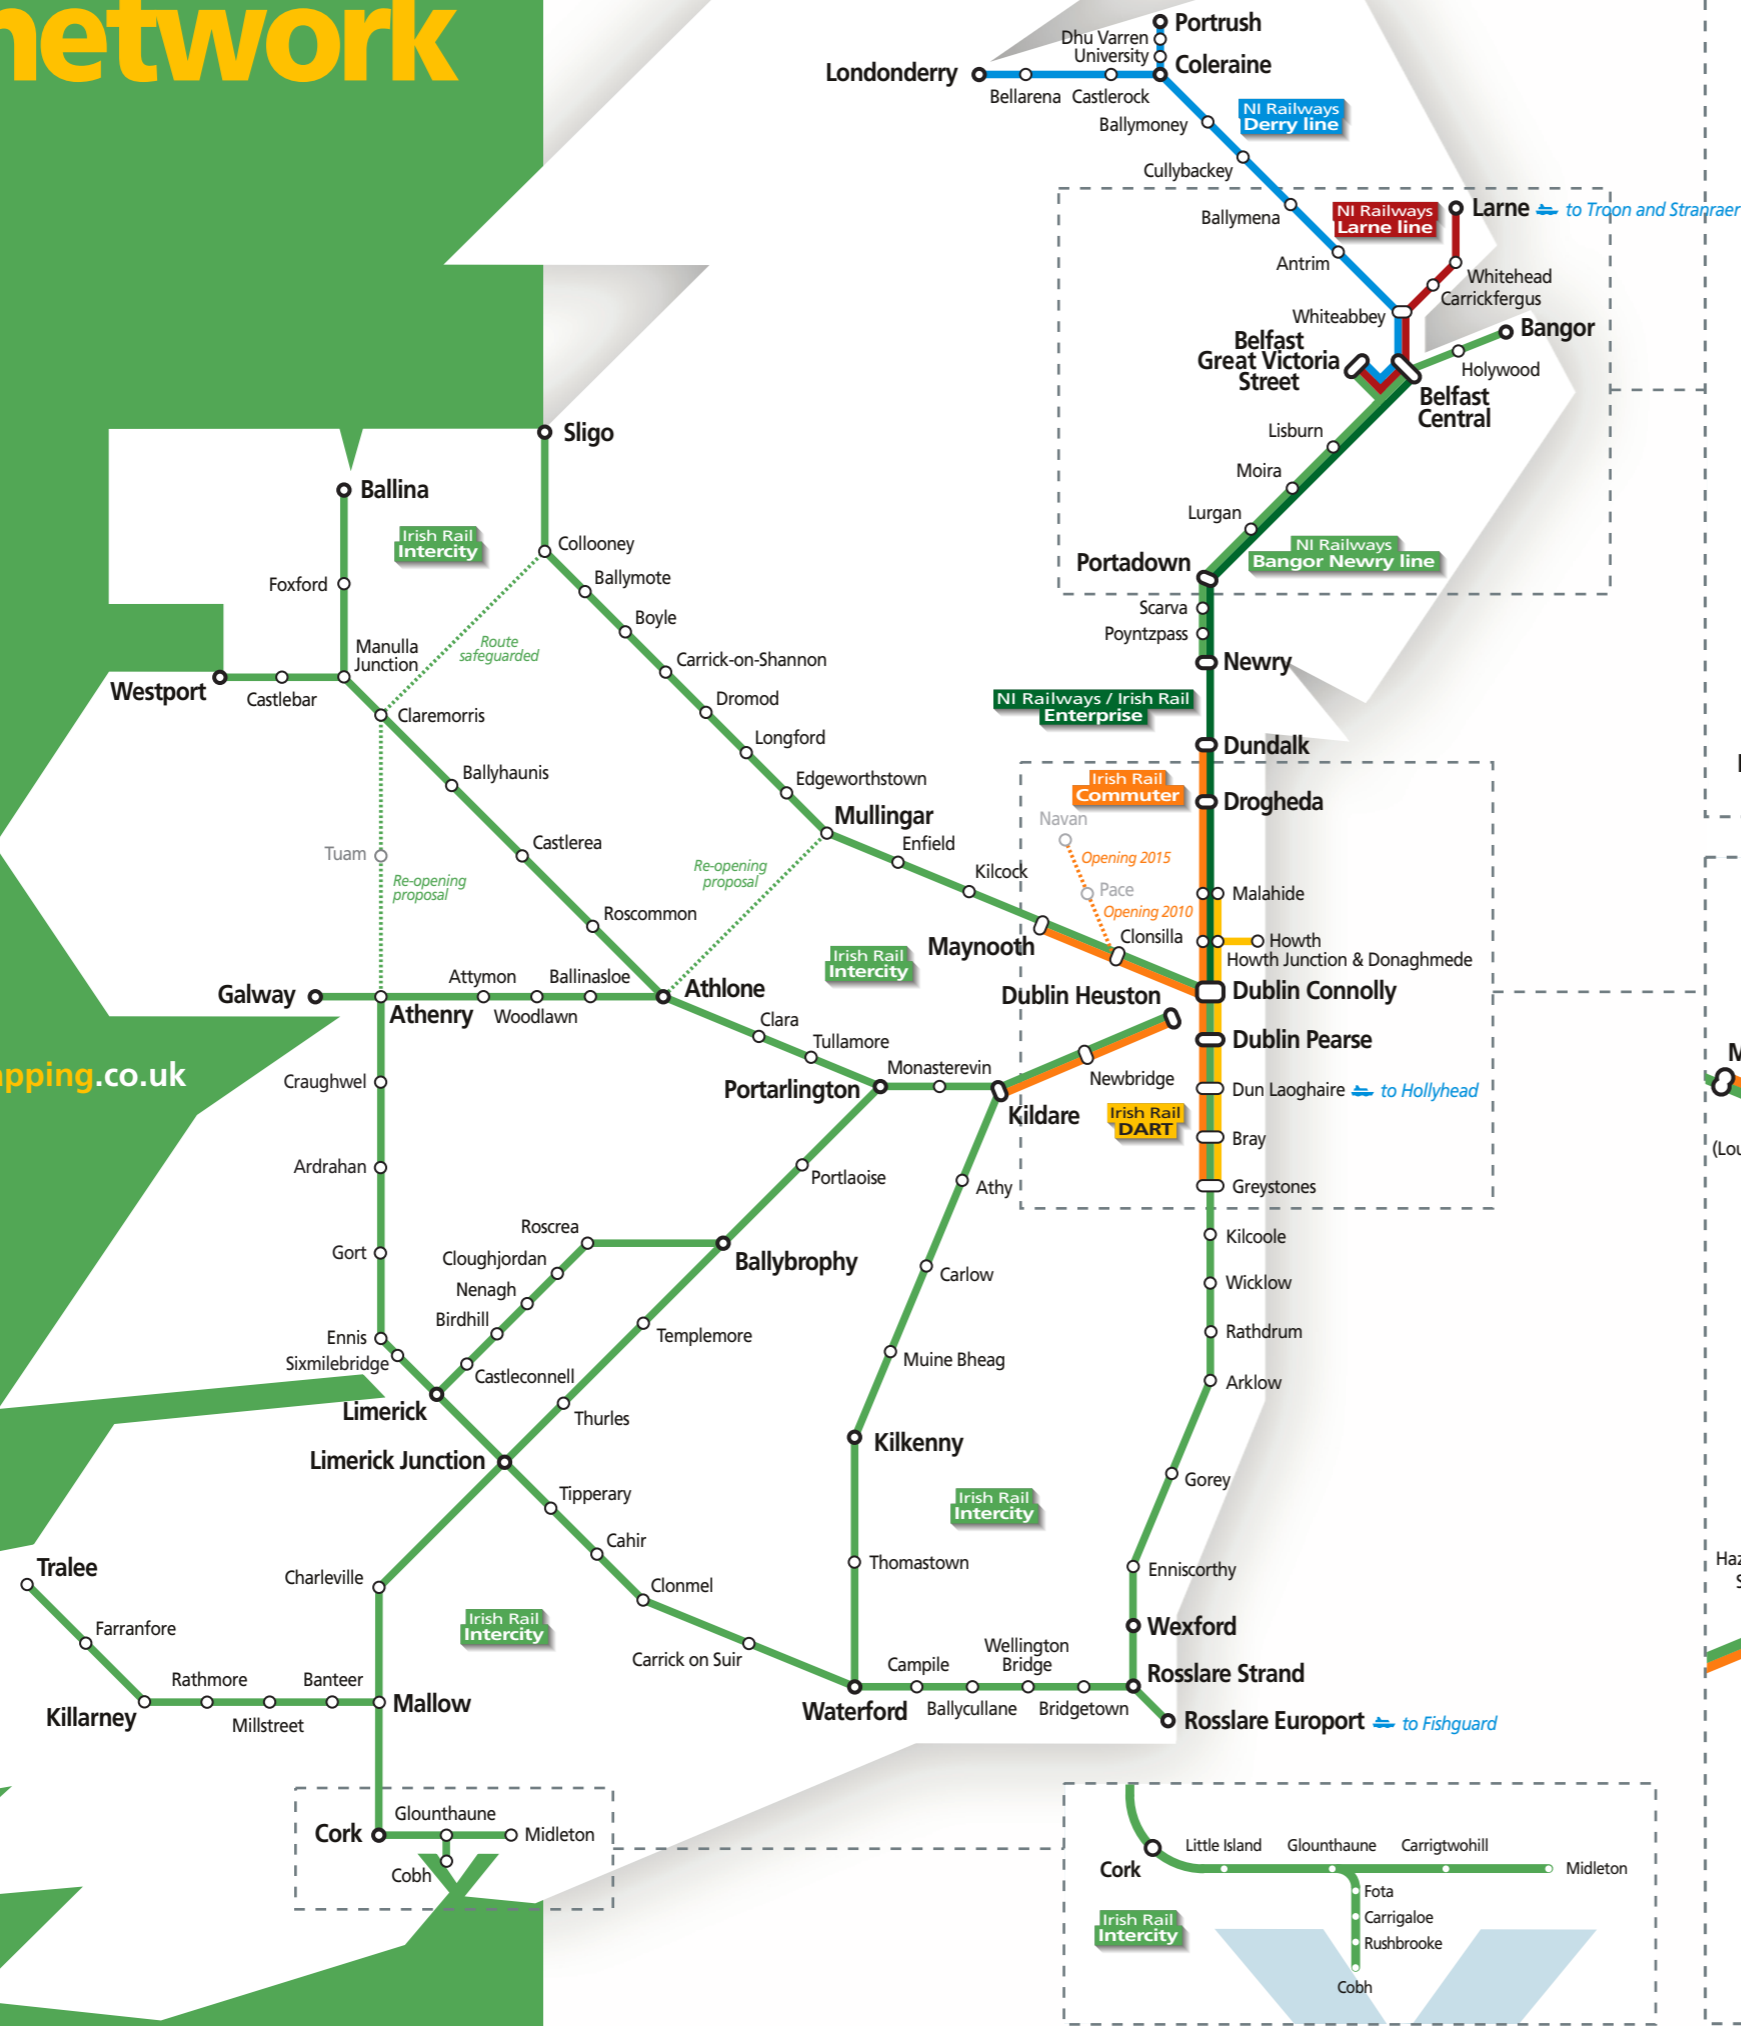 network
Portrush
Dhu Varren
University
Coleraine
Londonderry
Bellarena
Castlerock
NI Railways
Derry line
Ballymoney
Cullybackey
Ballymena
NI Railways
Larne line
Larne
to Troon and Stranraer
Antrim
Whitehead
Carrickfergus
Whiteabbey
Bangor
Belfast
Great Victoria
Street
Holywood
Belfast
Central
Lisburn
Moira
Lurgan
Portadown
NI Railways
Bangor Newry line
Scarva
Poyntzpass
Newry
NI Railways / Irish Rail
Enterprise
Dundalk
Irish Rail
Commuter
Drogheda
Navan
Opening 2015
Pace
Opening 2010
Malahide
Clonsilla
Howth
Howth Junction & Donaghmede
Dublin Connolly
Dublin Heuston
Dublin Pearse
Newbridge
Dun Laoghaire
to Hollyhead
Irish Rail
DART
Bray
Greystones
Kilcoole
Wicklow
Rathdrum
Arklow
Gorey
Enniscorthy
Wexford
Rosslare Strand
Rosslare Europort
to Fishguard
Sligo
Ballina
Irish Rail
Intercity
Collooney
Ballymote
Foxford
Boyle
Route
safeguarded
Manulla
Junction
Carrick-on-Shannon
Westport
Castlebar
Dromod
Claremorris
Longford
Ballyhaunis
Edgeworthstown
Mullingar
Castlerea
Enfield
Tuam
Re-opening
proposal
Re-opening
proposal
Kilcock
Roscommon
Maynooth
Irish Rail
Intercity
Galway
Attymon
Ballinasloe
Athlone
Athenry
Woodlawn
Clara
Tullamore
Monasterevin
apping.co.uk
Craughwel
Portarlington
Kildare
Ardrahan
Portlaoise
Athy
Roscrea
Gort
Cloughjordan
Ballybrophy
Carlow
Nenagh
Birdhill
Ennis
Templemore
Sixmilebridge
Castleconnell
Muine Bheag
Limerick
Thurles
Kilkenny
Limerick Junction
Tipperary
Irish Rail
Intercity
Cahir
Thomastown
Tralee
Charleville
Clonmel
Farranfore
Irish Rail
Intercity
Carrick on Suir
Wellington
Bridge
Campile
Rathmore
Banteer
Killarney
Millstreet
Mallow
Waterford
Ballycullane
Bridgetown
Cork
Glounthaune
Midleton
Cobh
Little Island
Glounthaune
Carrigtwohill
Cork
Midleton
Fota
Carrigaloe
Rushbrooke
Cobh
Irish Rail
Intercity
M
(Lou
Haz